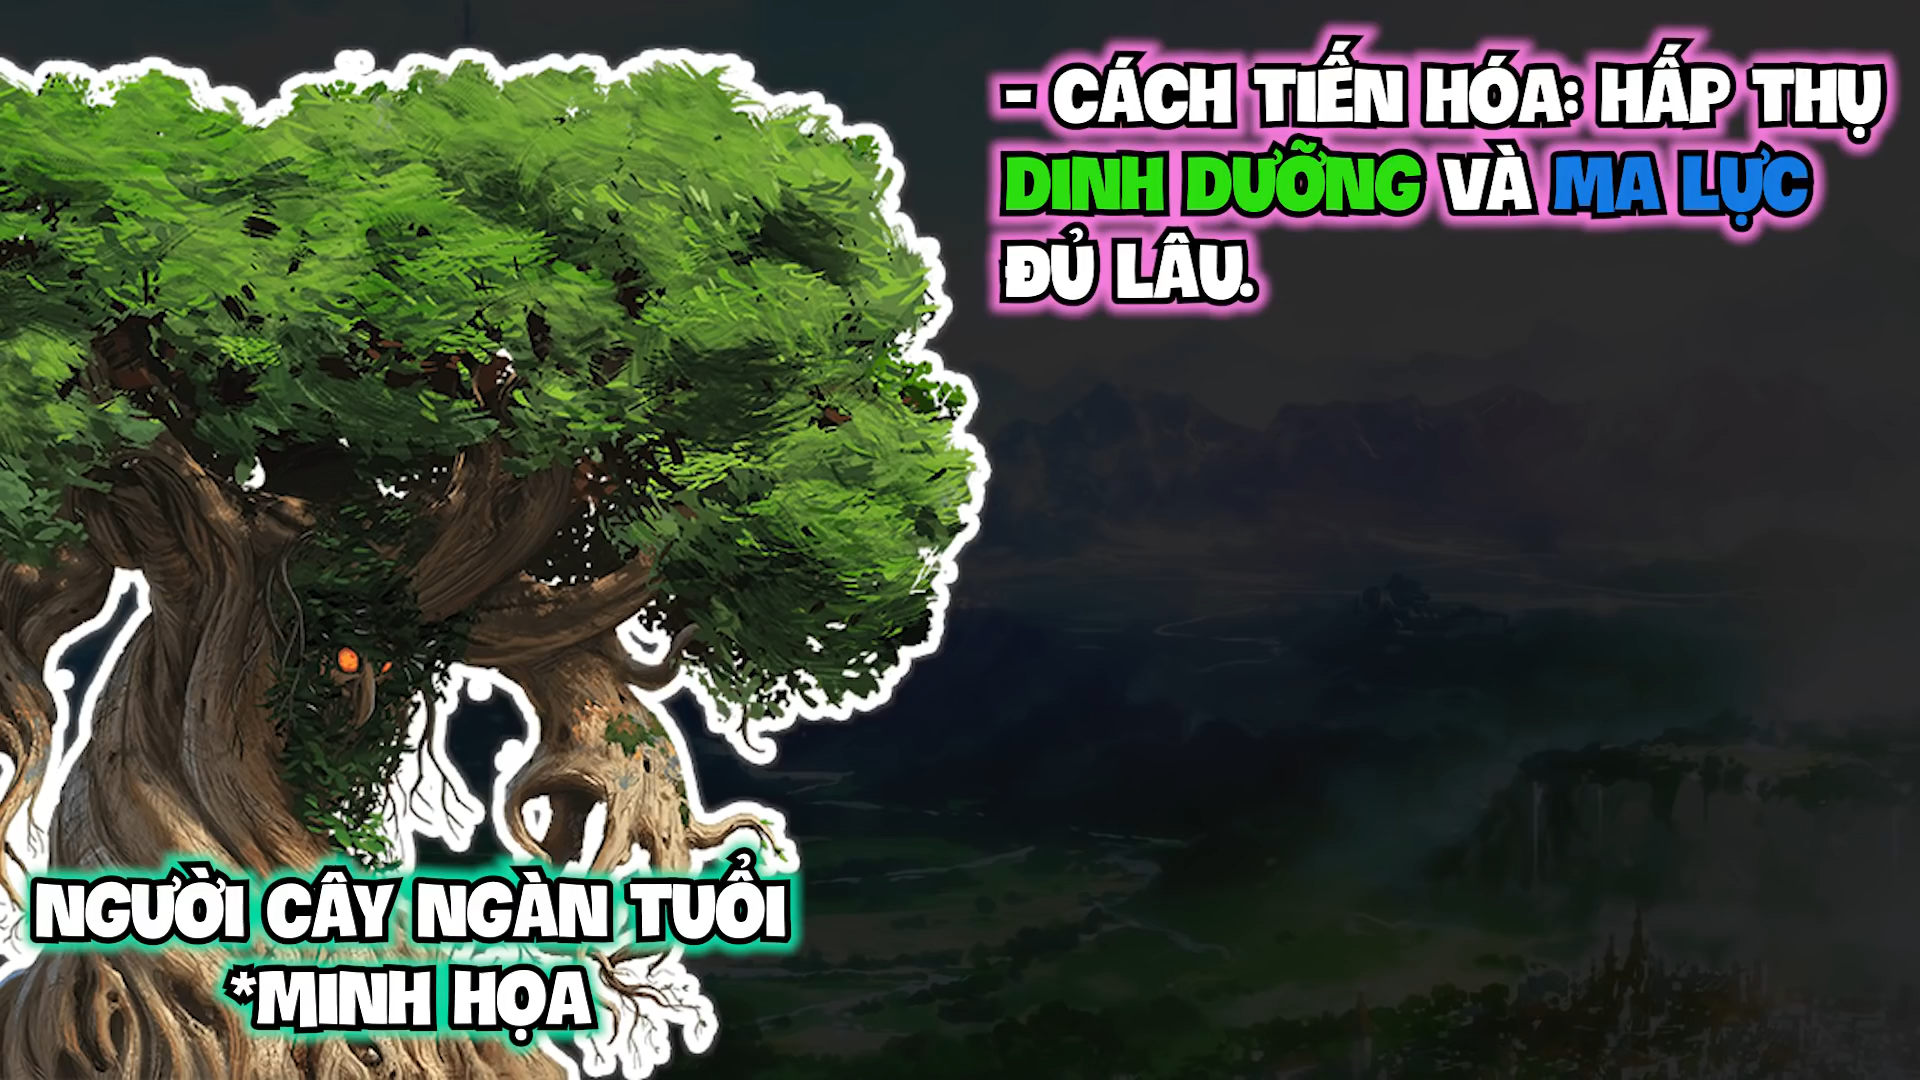 - CÁCH TIẾN HÓA: HẤP THỤ
DINH DƯỠNG VÀ MA LỰC
ĐỦ LÂU.
NGƯỜI CÂY NGÀN TUỔI
*MINH HỌA